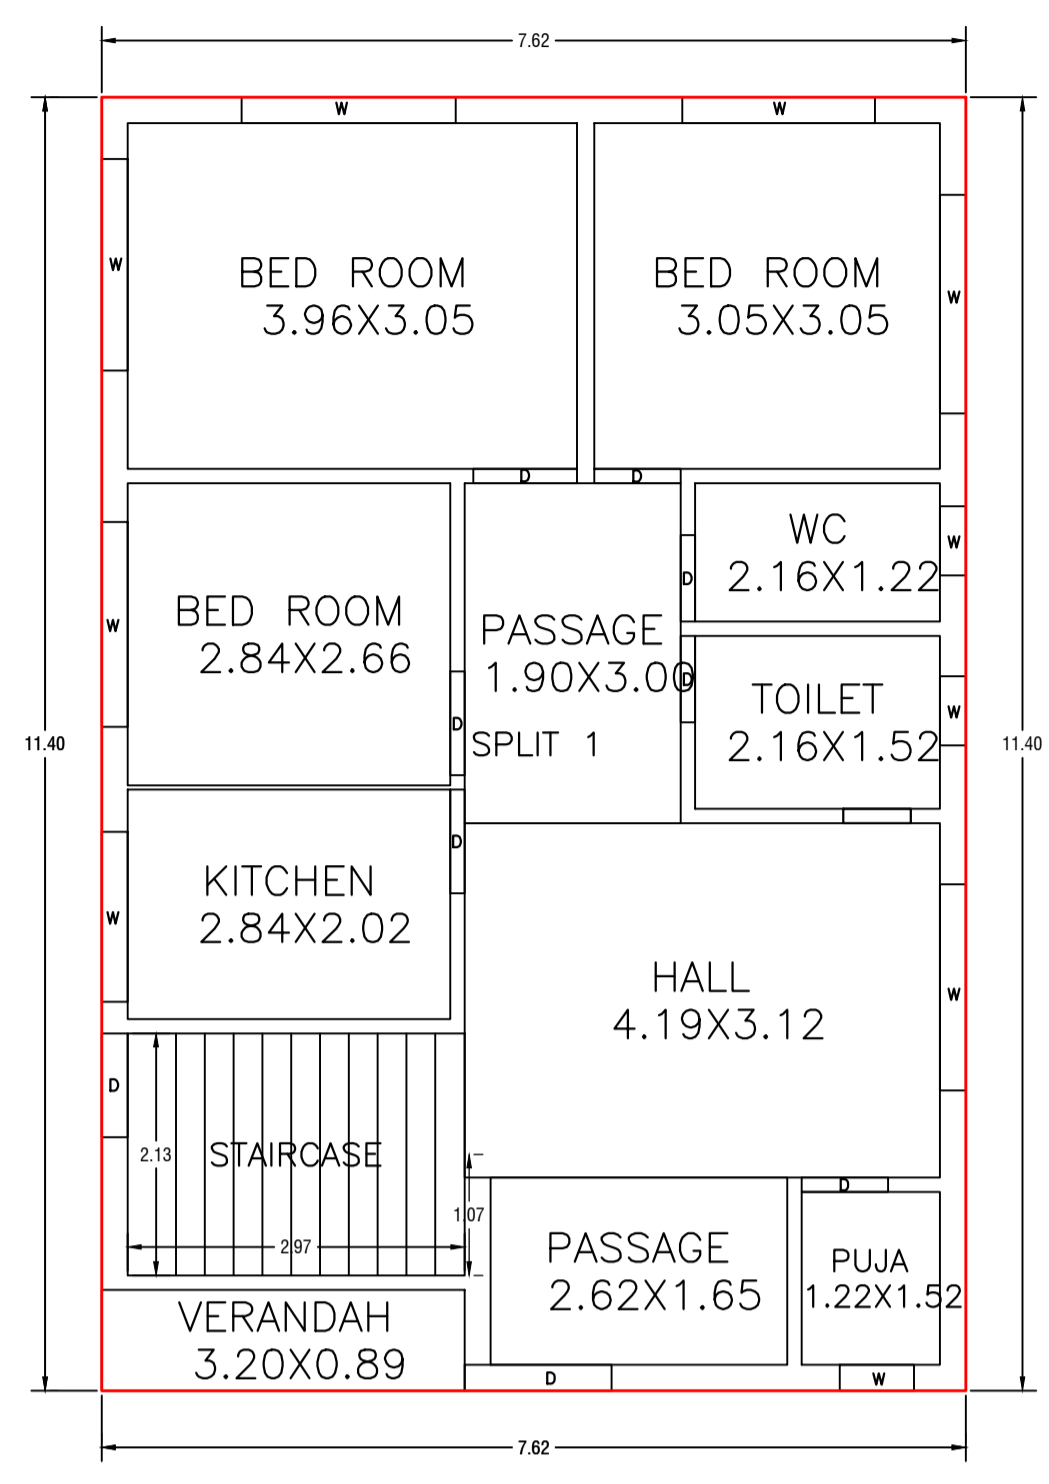 7.62
W
W
BED ROOM
3.96X3.05
BED ROOM
3.05X3.05
W
W
D
D
WC
2.16X1.22
W
D
BED ROOM
2.84X2.66
W
PASSAGE
1.90X3.00
D
TOILET
2.16X1.52
W
D
SPLIT 1
11.40
11.40
D
KITCHEN
2.84X2.02
W
HALL
4.19X3.12
W
D
2.13
STAIRCASE
1.07
2.97
D
PASSAGE
2.62X1.65
PUJA
1.22X1.52
VERANDAH
3.20X0.89
D
W
7.62